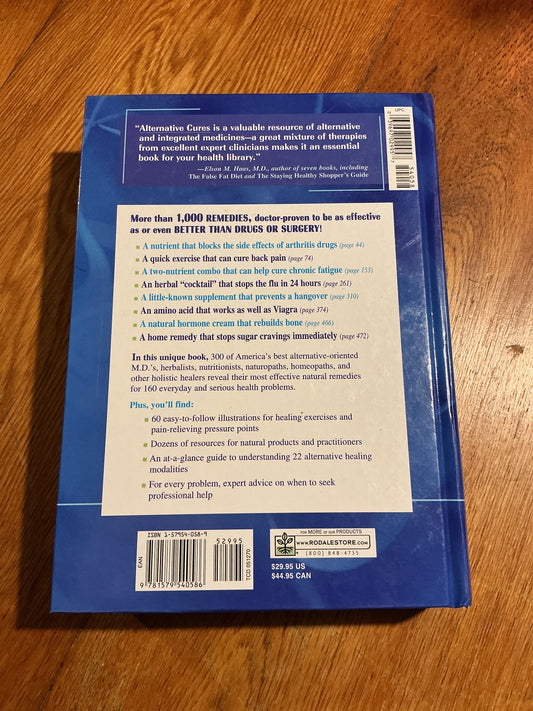 UPC
"Alternative Cures is a valuable resource of alternative
and integrated medicines—a great mixture of therapies
from excellent expert clinicians makes it an essential
book for your health library."
—Elson M. Haas, M.D., author of seven books, including
The False Fat Diet and The Staying Healthy Shopper's Guide
More than 1,000 REMEDIES, doctor-proven to be as effective
as or even BETTER THAN DRUGS OR SURGERY!
A nutrient that blocks the side effects of arthritis drugs (page 44)
A quick exercise that can cure back pain (page 74)
A two-nutrient combo that can help cure chronic fatigue (page 153)
An herbal "cocktail" that stops the flu in 24 hours (page 261)
A little-known supplement that prevents a hangover (page 310)
An amino acid that works as well as Viagra (page 374)
A natural hormone cream that rebuilds bone (page 466)
A home remedy that stops sugar cravings immediately (page 472)
In this unique book, 300 of America's best alternative-oriented
M.D.'s, herbalists, nutritionists, naturopaths, homeopaths, and
other holistic healers reveal their most effective natural remedies
for 160 everyday and serious health problems.
Plus, you'll find:
60 easy-to-follow illustrations for healing exercises and
pain-relieving pressure points
Dozens of resources for natural products and practitioners
An at-a-glance guide to understanding 22 alternative healing
modalities
For every problem, expert advice on when to seek
professional help
ISBN 1-57954-058-9
52995
EAN
9 781579 540586
TCD 051270
FOR MORE OF OUR PRODUCTS
WWW.RODALESTORE.COM
(800) 848-4735
$29.95 US
$44.95 CAN